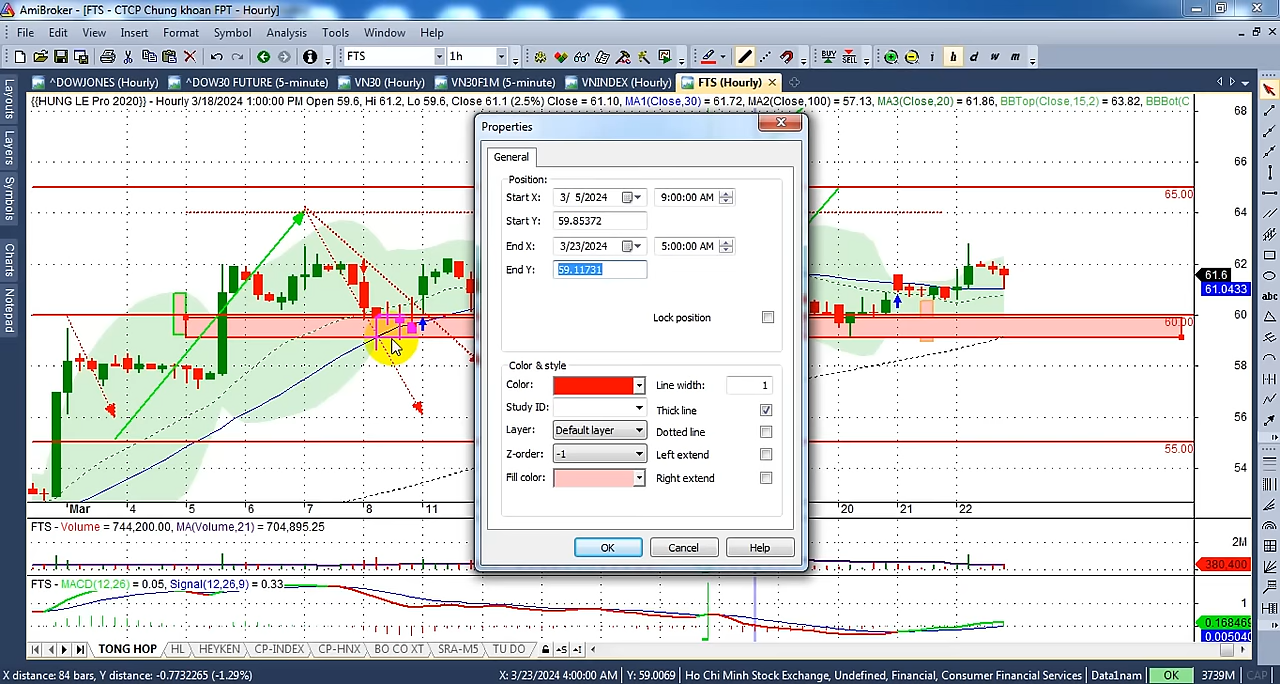 AmiBroker - [FTS - CTCP Chung khoan FPT - Hourly]
File Edit View Insert Format Symbol Analysis Tools Window Help
FTS 1h BUY SELL i h d w m
^DOWJONES (Hourly) ^DOW30 FUTURE (5-minute) VN30 (Hourly) VN30F1M (5-minute) VNINDEX (Hourly) FTS (Hourly)
{{HUNG LE Pro 2020}} - Hourly 3/18/2024 1:00:00 PM Open 59.6, Hi 61.2, Lo 59.6, Close 61.1 (2.5%) Close = 61.10, MA1(Close,30) = 61.72, MA2(Close,100) = 57.13, MA3(Close,20) = 61.86, BBTop(Close,15,2) = 63.82, BBBot(C
Layouts
Layers
Symbols
Charts
Notepad
68
66
65.00
64
62
61.6
61.0433
60.00
60
58
56
55.00
54
Properties
General
Position:
Start X: 3/ 5/2024 9:00:00 AM
Start Y: 59.85372
End X: 3/23/2024 5:00:00 AM
End Y: 59.11731
Lock position
Color & style
Color: Line width: 1
Study ID: Thick line
Layer: Default layer Dotted line
Z-order: -1 Left extend
Fill color: Right extend
OK Cancel Help
Mar 4 5 6 7 8 11 20 21 22
FTS - Volume = 744,200.00, MA(Volume,21) = 704,895.25
2M
380,400
FTS - MACD(12,26) = 0.05, Signal(12,26,9) = 0.33
1
0.168469
0.005040
TONG HOP HL HEYKEN CP-INDEX CP-HNX BO CO XT SRA-M5 TU DO
X distance: 84 bars, Y distance: -0.7732265 (-1.29%) X: 3/23/2024 4:00:00 AM Y: 59.0069 Ho Chi Minh Stock Exchange, Undefined, Financial, Consumer Financial Services Data1nam OK 3739M CAP